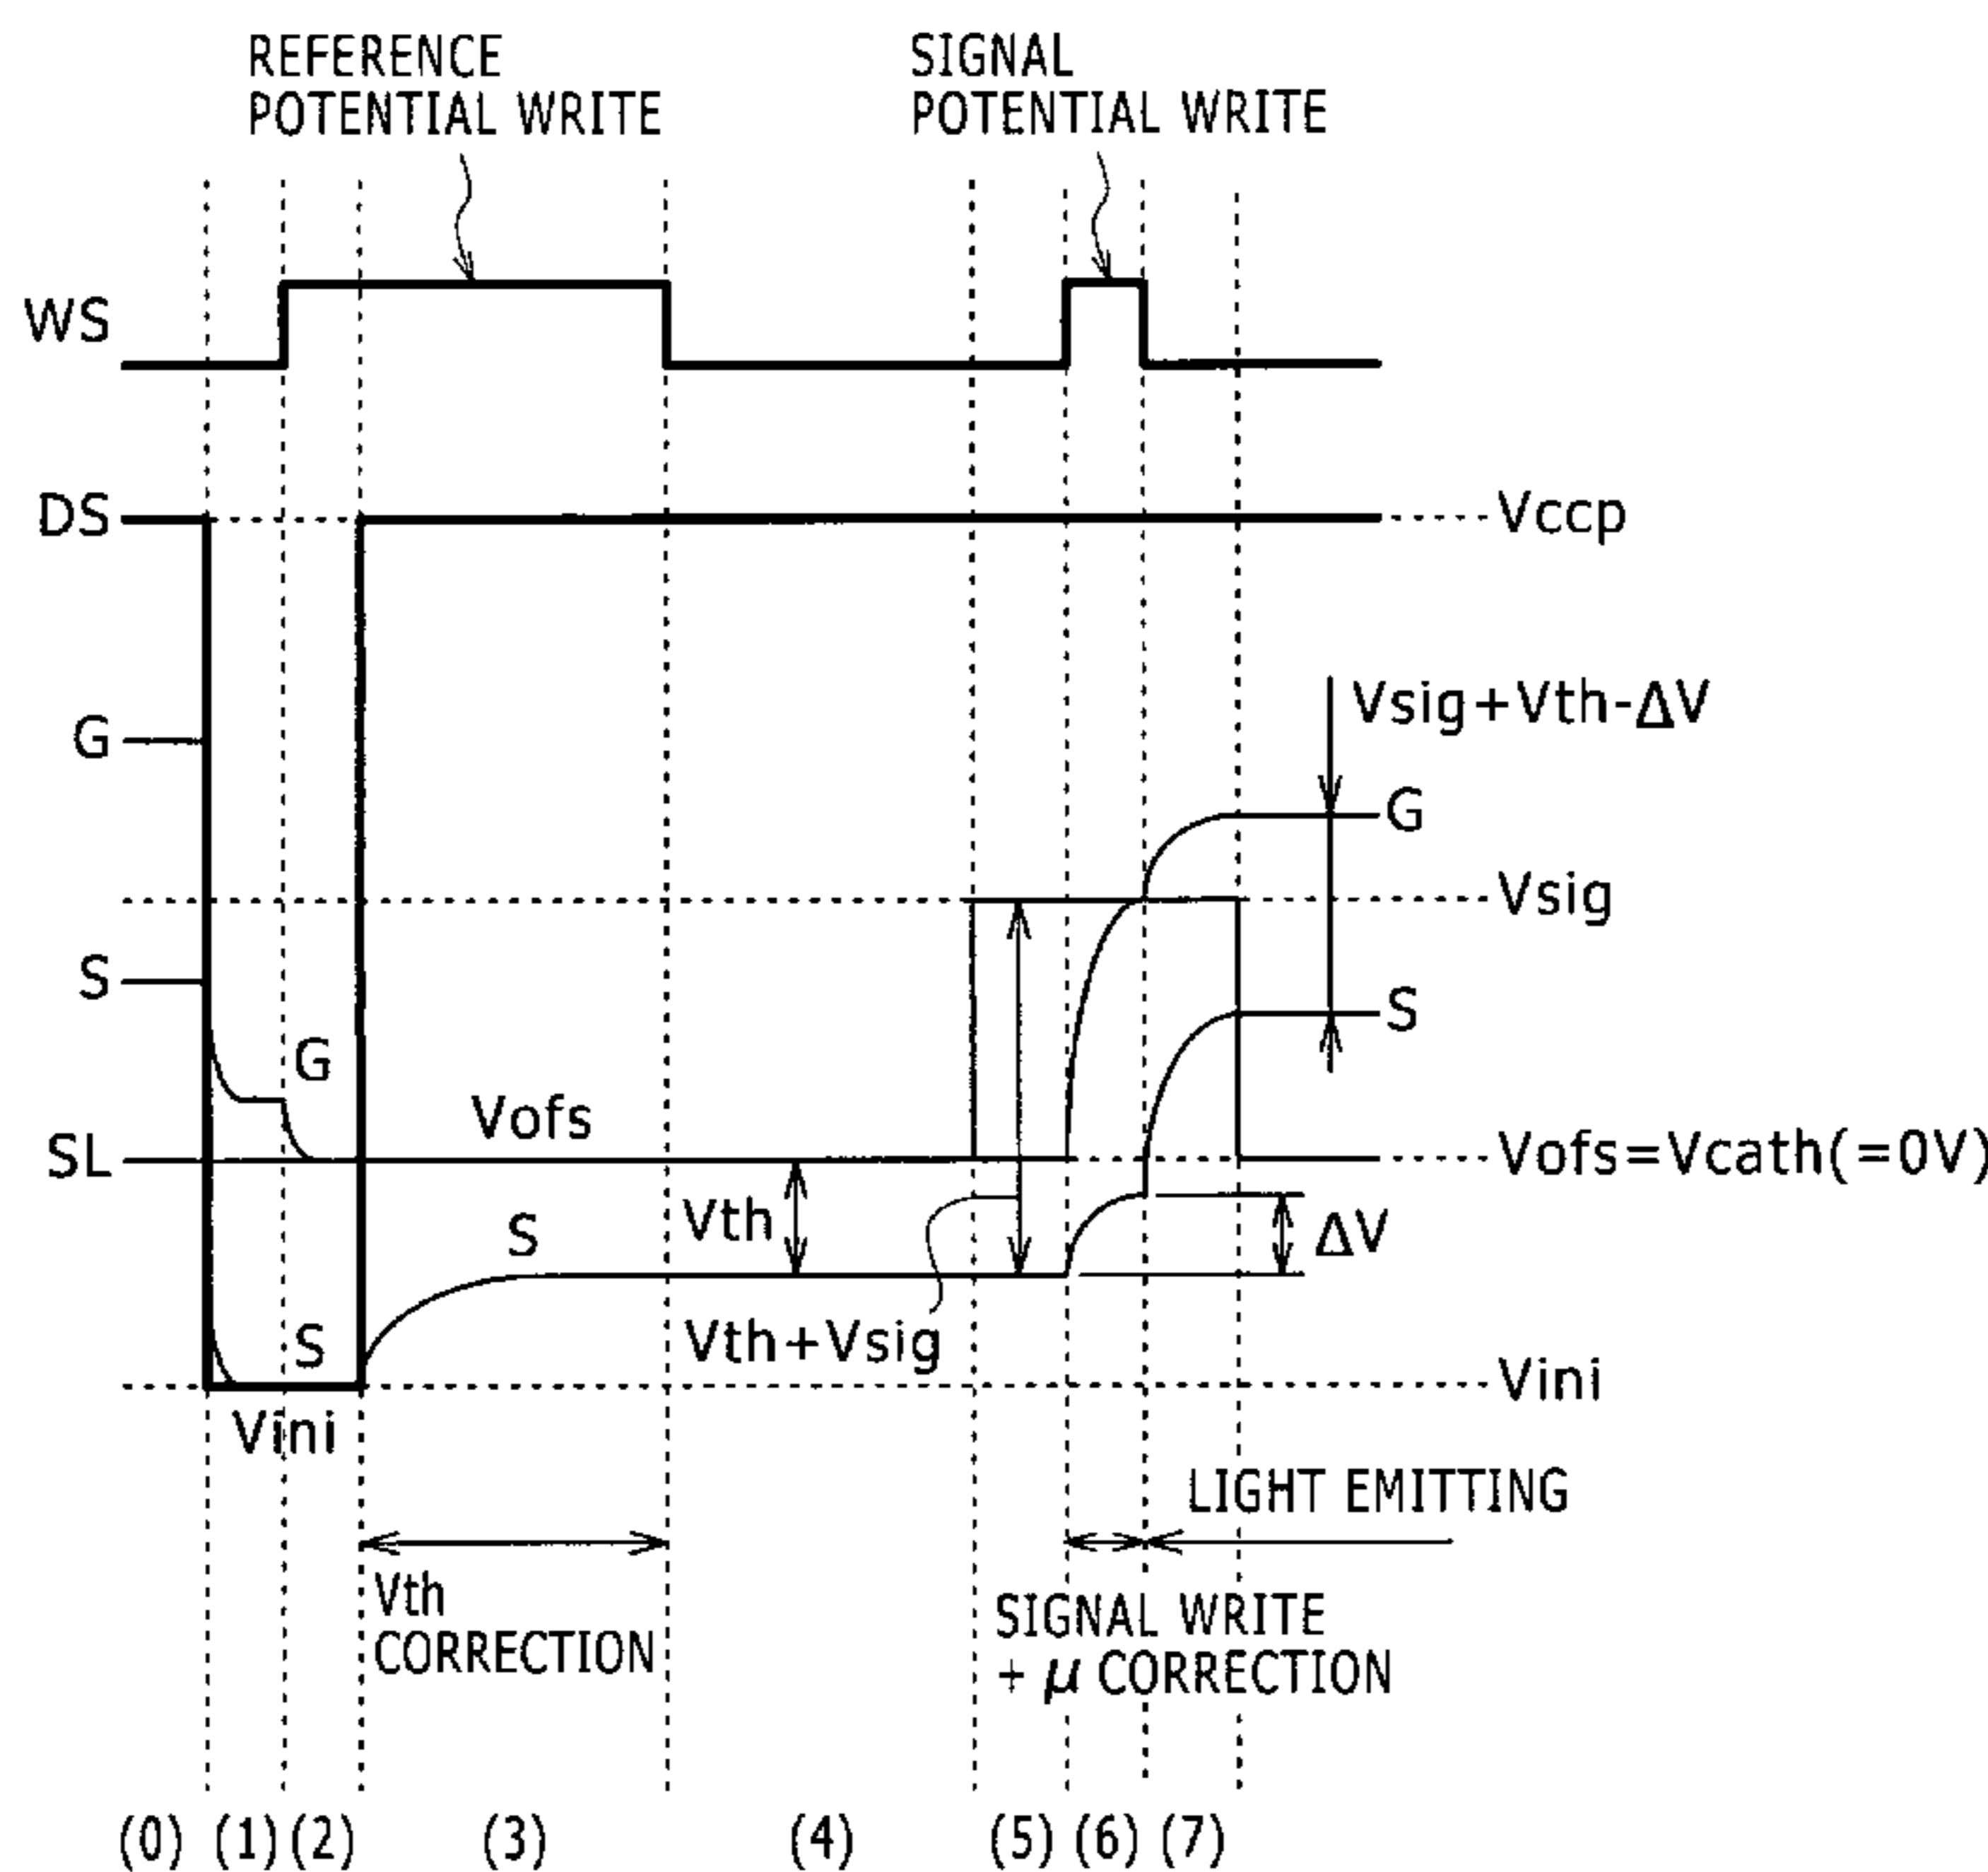 REFERENCE
POTENTIAL WRITE
SIGNAL
POTENTIAL WRITE
WS
DS
Vccp
G
Vsig+Vth-ΔV
G
Vsig
S
S
G
Vofs
SL
Vofs=Vcath(=0V)
Vth
S
ΔV
Vth+Vsig
S
Vini
Vini
LIGHT EMITTING
Vth
CORRECTION
SIGNAL WRITE
+ μ CORRECTION
(0) (1) (2) (3) (4) (5) (6) (7)